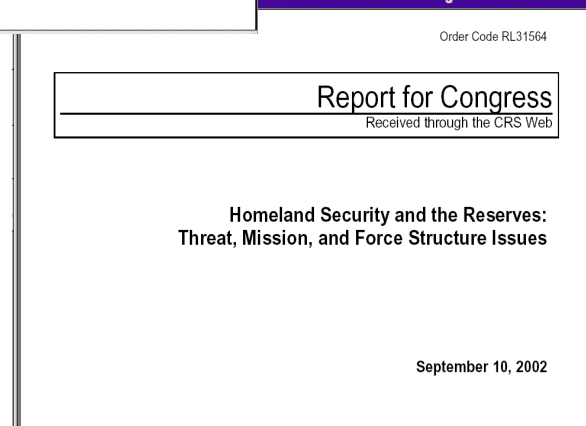 Order Code RL31564
Report for Congress
Received through the CRS Web
Homeland Security and the Reserves:
Threat, Mission, and Force Structure Issues
September 10, 2002